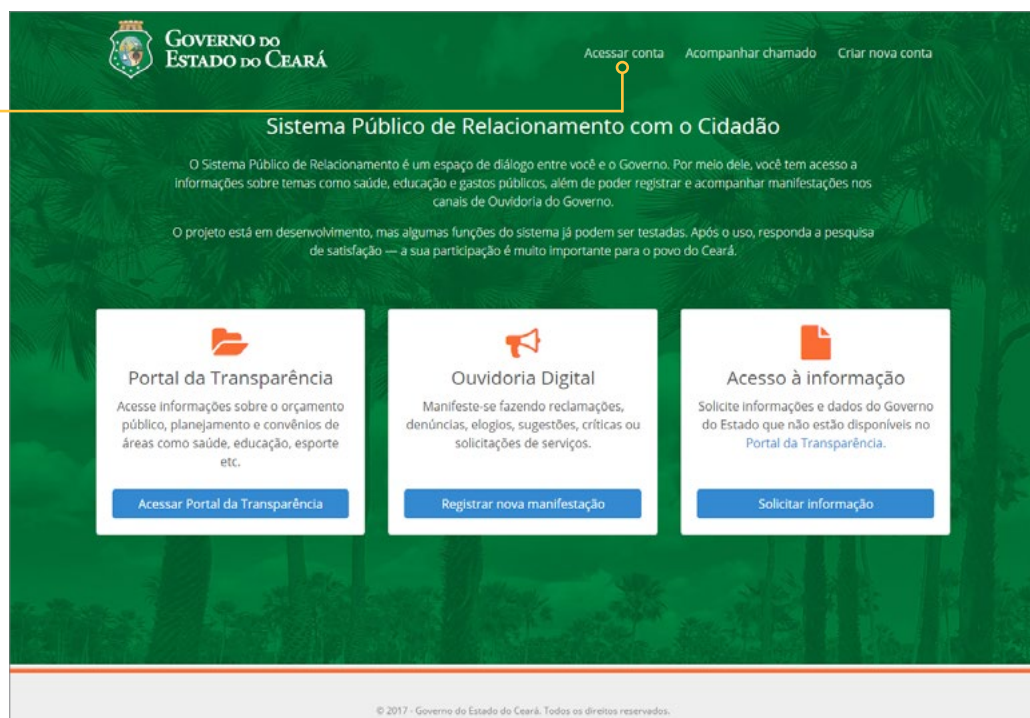 GOVERNO DO
ESTADO DO CEARÁ
Acessar conta Acompanhar chamado Criar nova conta
Sistema Público de Relacionamento com o Cidadão
O Sistema Público de Relacionamento é um espaço de diálogo entre você e o Governo. Por meio dele, você tem acesso a
informações sobre temas como saúde, educação e gastos públicos, além de poder registrar e acompanhar manifestações nos
canais de Ouvidoria do Governo.
O projeto está em desenvolvimento, mas algumas funções do sistema já podem ser testadas. Após o uso, responda a pesquisa
de satisfação — a sua participação é muito importante para o povo do Ceará.
Portal da Transparência
Acesse informações sobre o orçamento
público, planejamento e convênios de
áreas como saúde, educação, esporte
etc.
Acessar Portal da Transparência
Ouvidoria Digital
Manifeste-se fazendo reclamações,
denúncias, elogios, sugestões, críticas ou
solicitações de serviços.
Registrar nova manifestação
Acesso à informação
Solicite informações e dados do Governo
do Estado que não estão disponíveis no
Portal da Transparência.
Solicitar informação
© 2017 - Governo do Estado do Ceará. Todos os direitos reservados.